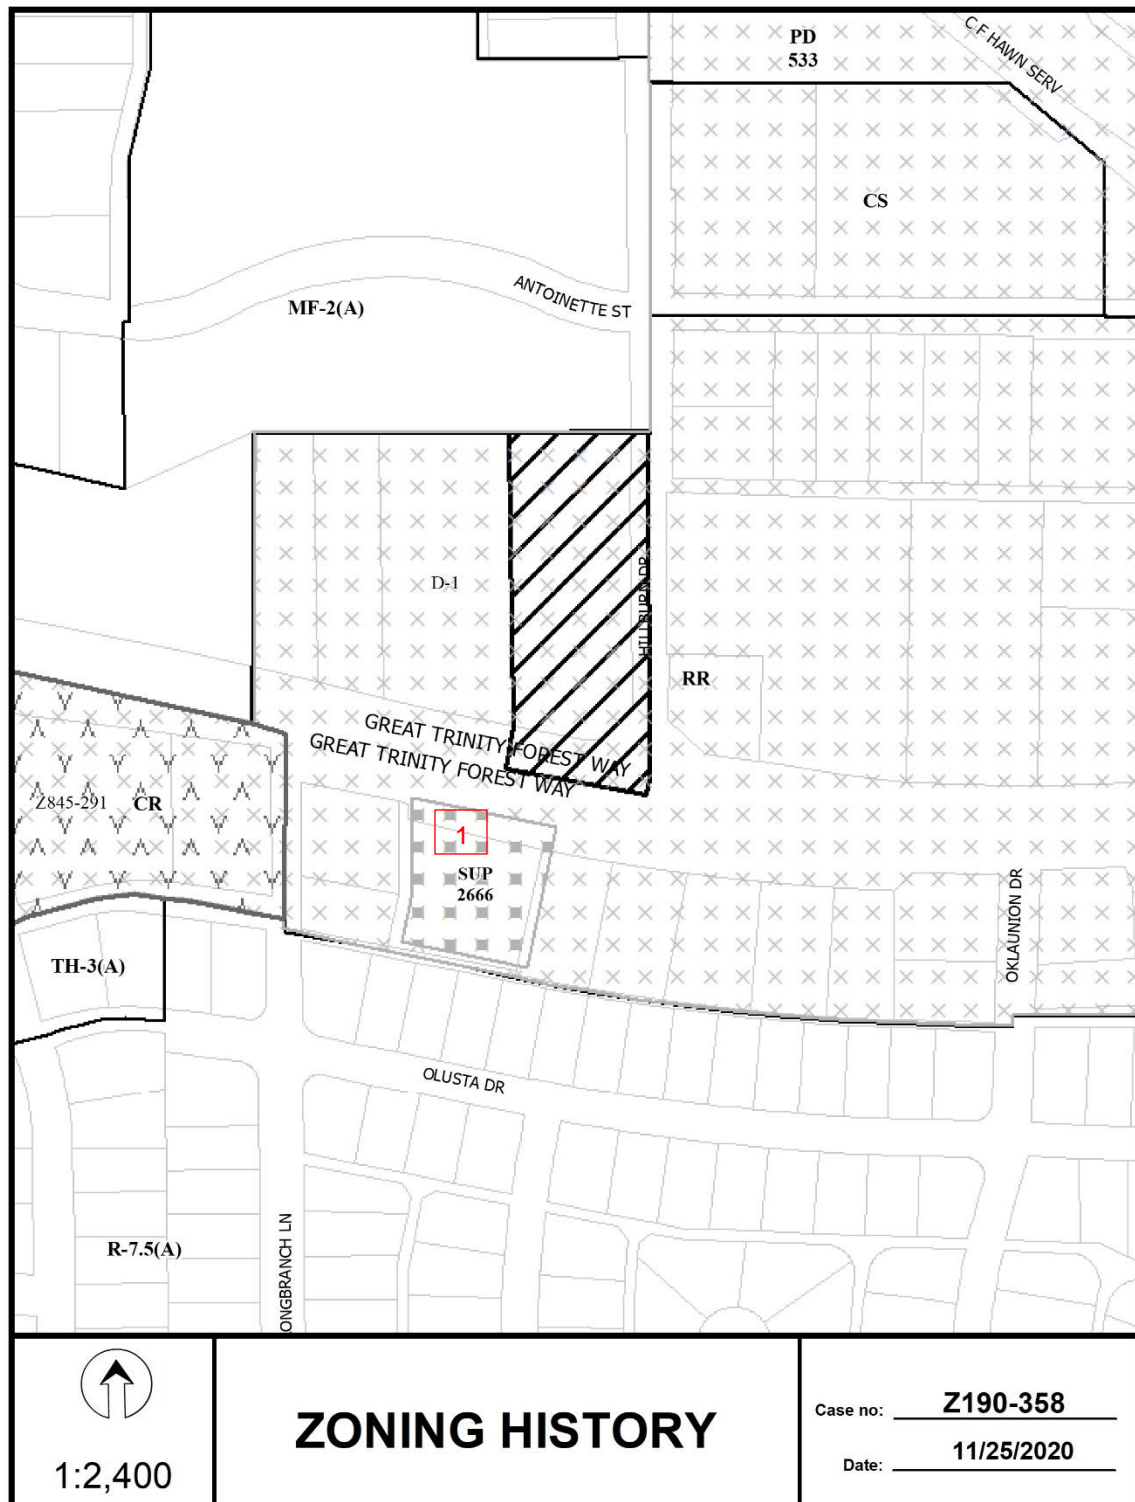 PD
533
C F HAWN SERV
CS
ANTOINETTE ST
MF-2(A)
D-1
HILLBURN DR
RR
GREAT TRINITY FOREST WAY
GREAT TRINITY FOREST WAY
Z845-291
CR
1
SUP
2666
OKLAUNION DR
TH-3(A)
OLUSTA DR
R-7.5(A)
ONGBRANCH LN
1:2,400
ZONING HISTORY
Case no: Z190-358
Date: 11/25/2020